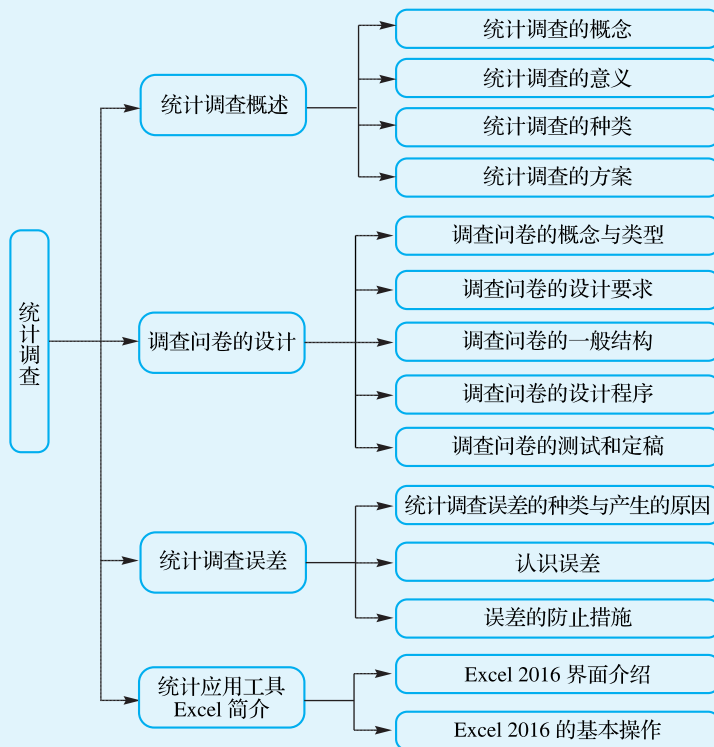 统计调查
统计调查概述
统计调查的概念
统计调查的意义
统计调查的种类
统计调查的方案
调查问卷的设计
调查问卷的概念与类型
调查问卷的设计要求
调查问卷的一般结构
调查问卷的设计程序
调查问卷的测试和定稿
统计调查误差
统计调查误差的种类与产生的原因
认识误差
误差的防止措施
统计应用工具
Excel 简介
Excel 2016 界面介绍
Excel 2016 的基本操作